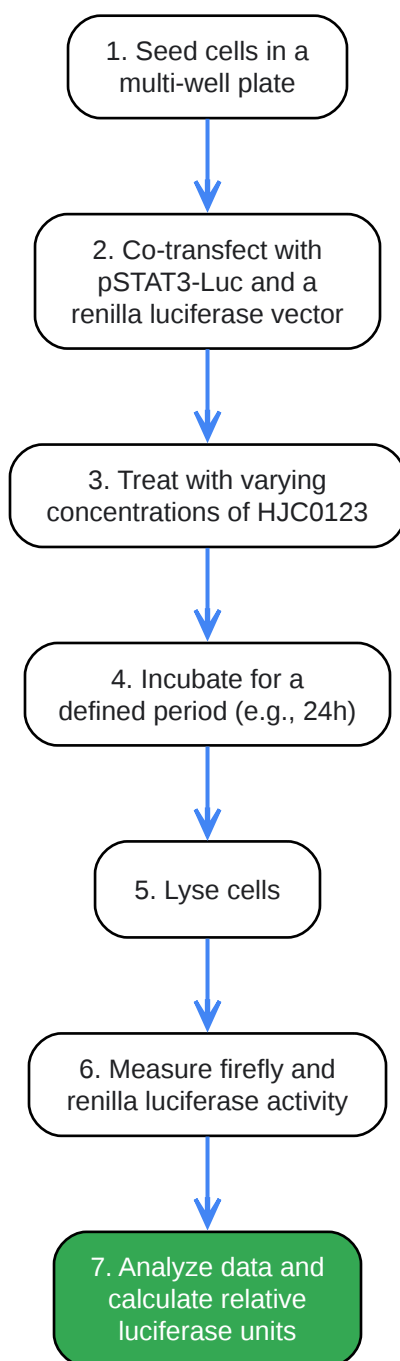 1. Seed cells in a
multi-well plate
2. Co-transfect with
pSTAT3-Luc and a
renilla luciferase vector
3. Treat with varying
concentrations of HJC0123
4. Incubate for a
defined period (e.g., 24h)
5. Lyse cells
6. Measure firefly and
renilla luciferase activity
7. Analyze data and
calculate relative
luciferase units